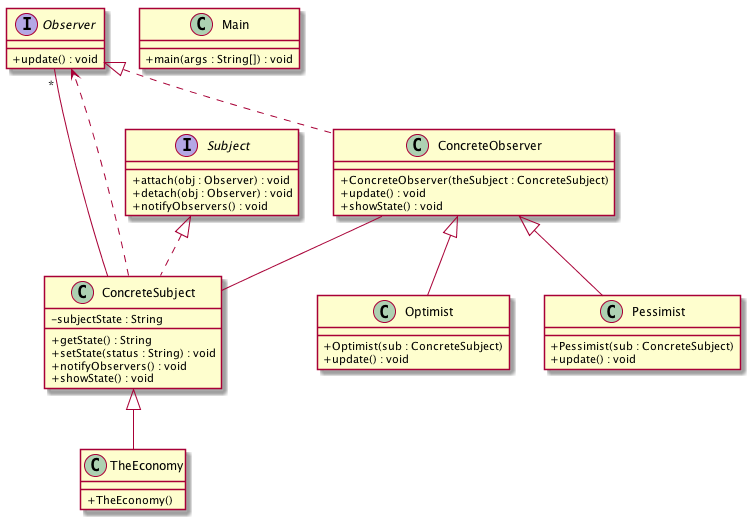 I Observer
+update() : void
C Main
+main(args : String[]) : void
*
I Subject
+attach(obj : Observer) : void
+detach(obj : Observer) : void
+notifyObservers() : void
C ConcreteObserver
+ConcreteObserver(theSubject : ConcreteSubject)
+update() : void
+showState() : void
C ConcreteSubject
-subjectState : String
+getState() : String
+setState(status : String) : void
+notifyObservers() : void
+showState() : void
C Optimist
+Optimist(sub : ConcreteSubject)
+update() : void
C Pessimist
+Pessimist(sub : ConcreteSubject)
+update() : void
C TheEconomy
+TheEconomy()